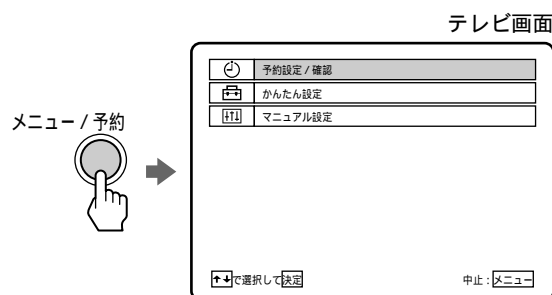 テレビ画面
メニュー / 予約
予約設定 / 確認
かんたん設定
マニュアル設定
↑↓で選択して決定
中止：メニュー